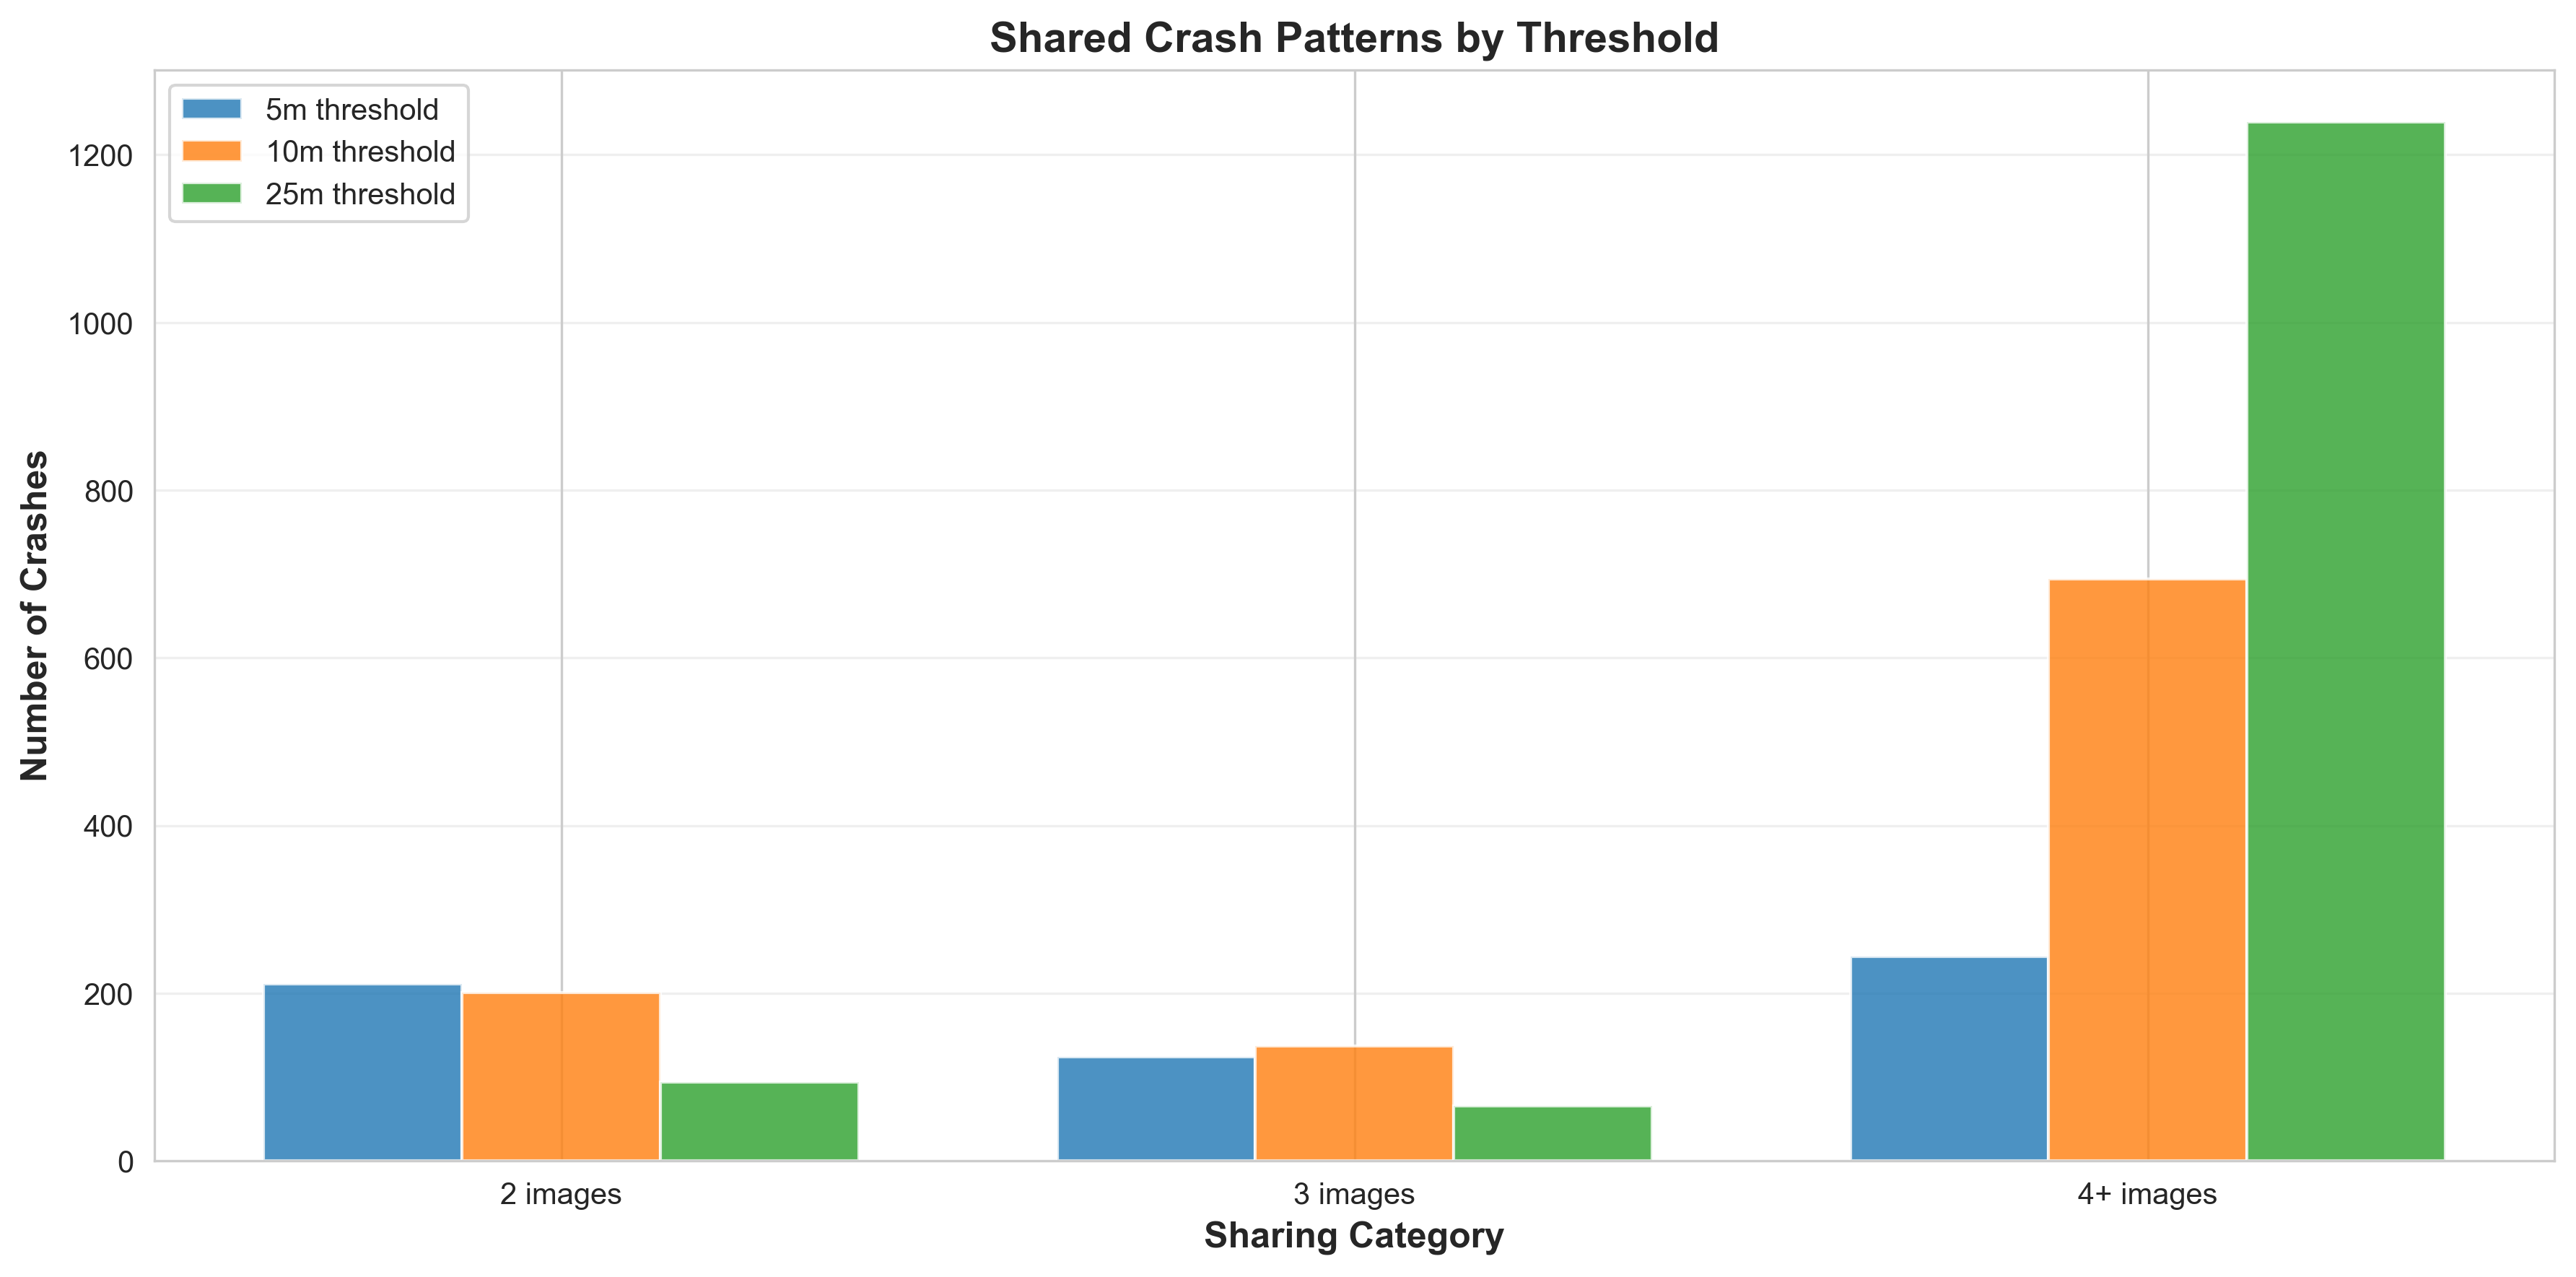 Shared Crash Patterns by Threshold
5m threshold
10m threshold
25m threshold
Number of Crashes
1200
1000
800
600
400
200
0
2 images
3 images
4+ images
Sharing Category